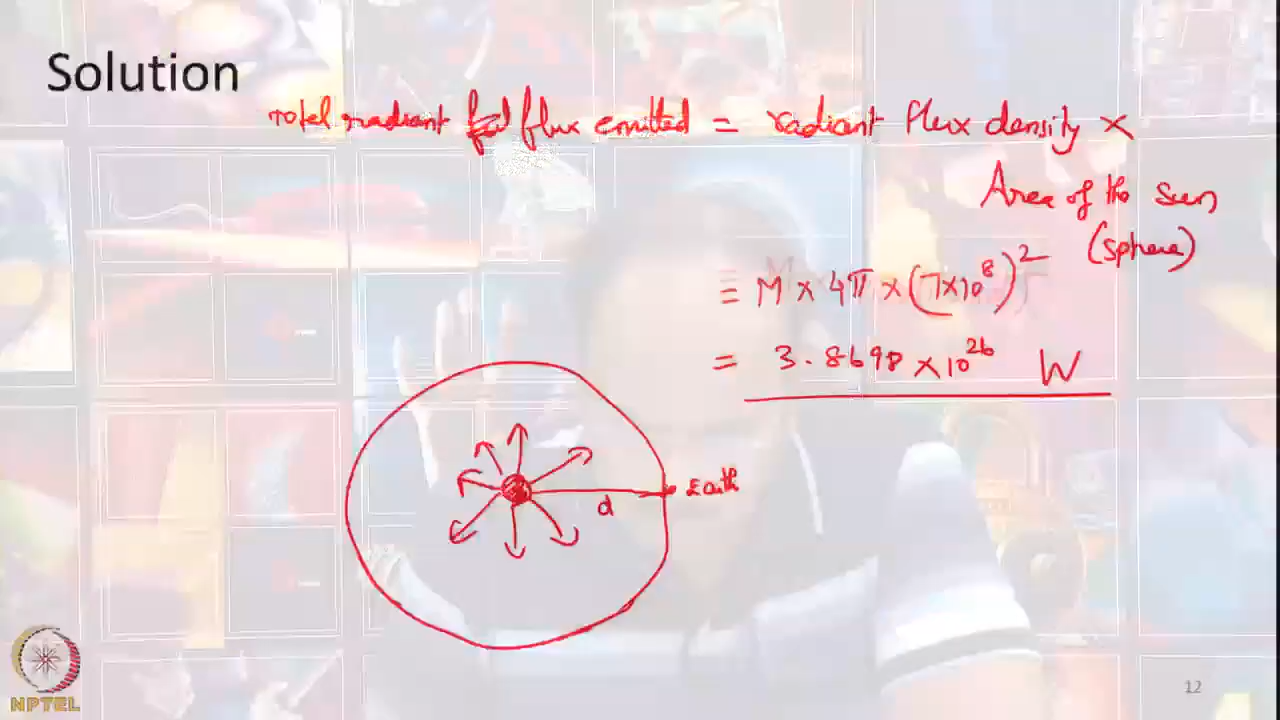 Solution
Total radiant flux emitted = radiant flux density ×
Area of the sun
(sphere)
= M × 4π × (7×10⁸)²
= 3.8698 × 10²⁶ W
d
Earth
NPTEL
12